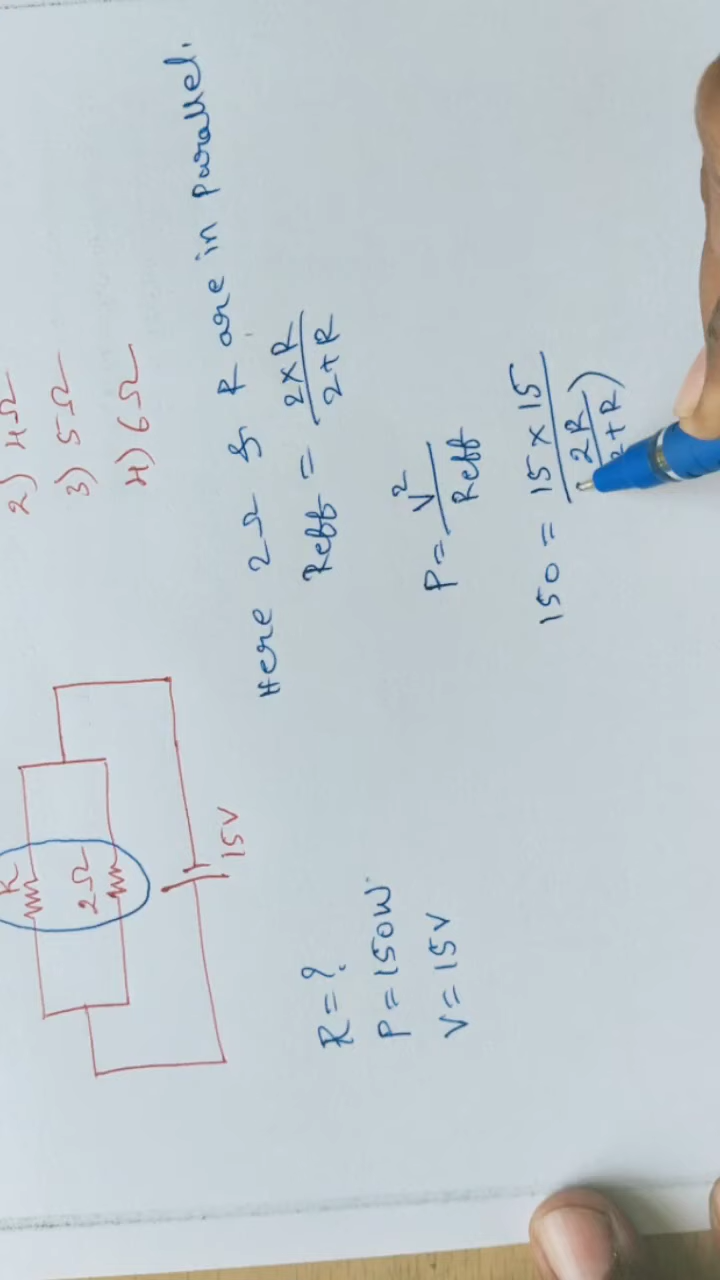 2) 4Ω
3) 5Ω
4) 6Ω
R
2Ω
15V
R = ?
P = 150W
V = 15V
Here 2Ω & R are in parallel.
Reff = 2×R / 2+R
P = V² / Reff
150 = 15 × 15 / (2R / 2+R)